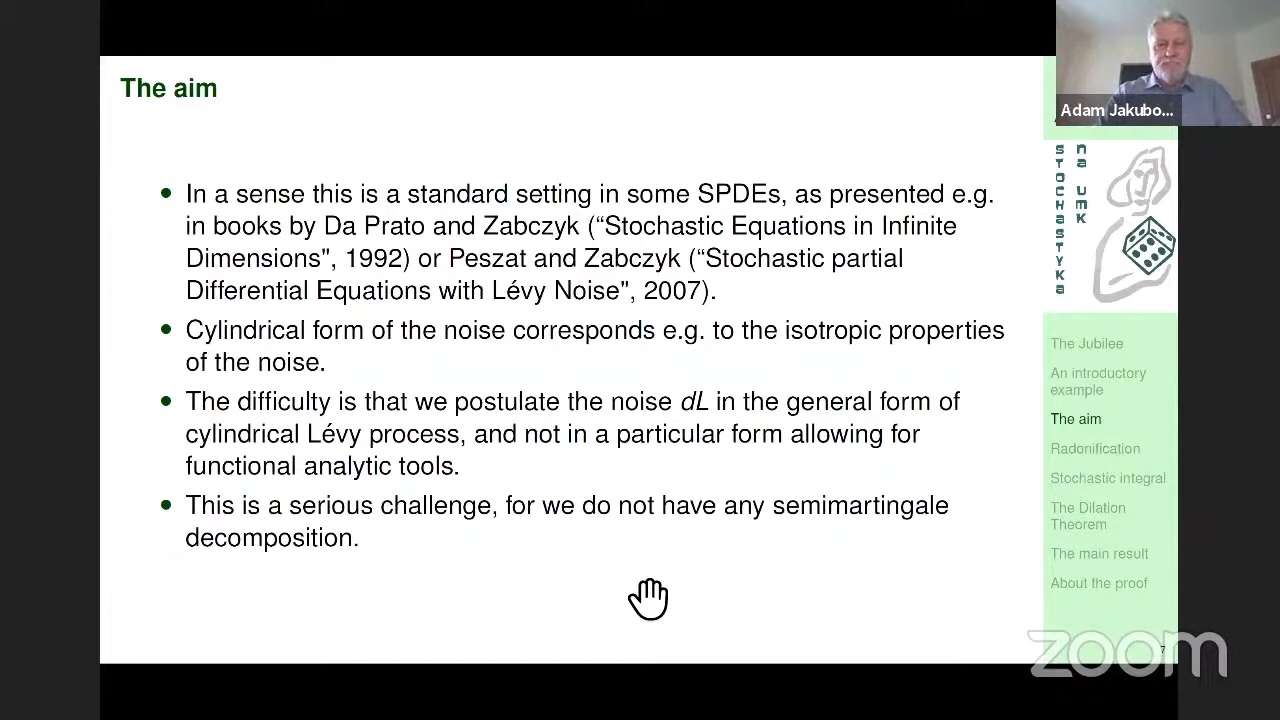 The aim
In a sense this is a standard setting in some SPDEs, as presented e.g.
in books by Da Prato and Zabczyk (“Stochastic Equations in Infinite
Dimensions", 1992) or Peszat and Zabczyk (“Stochastic partial
Differential Equations with Lévy Noise", 2007).
Cylindrical form of the noise corresponds e.g. to the isotropic properties
of the noise.
The difficulty is that we postulate the noise dL in the general form of
cylindrical Lévy process, and not in a particular form allowing for
functional analytic tools.
This is a serious challenge, for we do not have any semimartingale
decomposition.
Adam Jakubo...
STOCHASTYKA
na UMK
The Jubilee
An introductory
example
The aim
Radonification
Stochastic integral
The Dilation
Theorem
The main result
About the proof
7
zoom